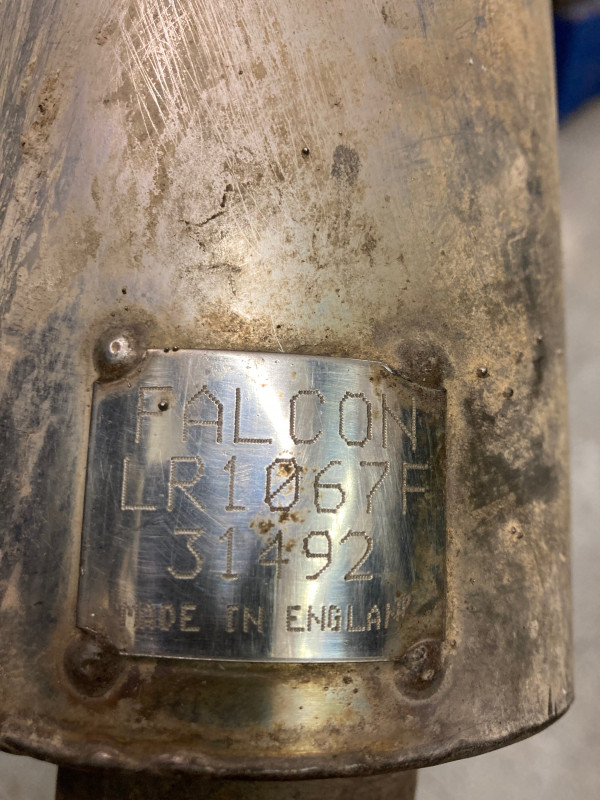 FALCON
LR1067F
31492
MADE IN ENGLAND